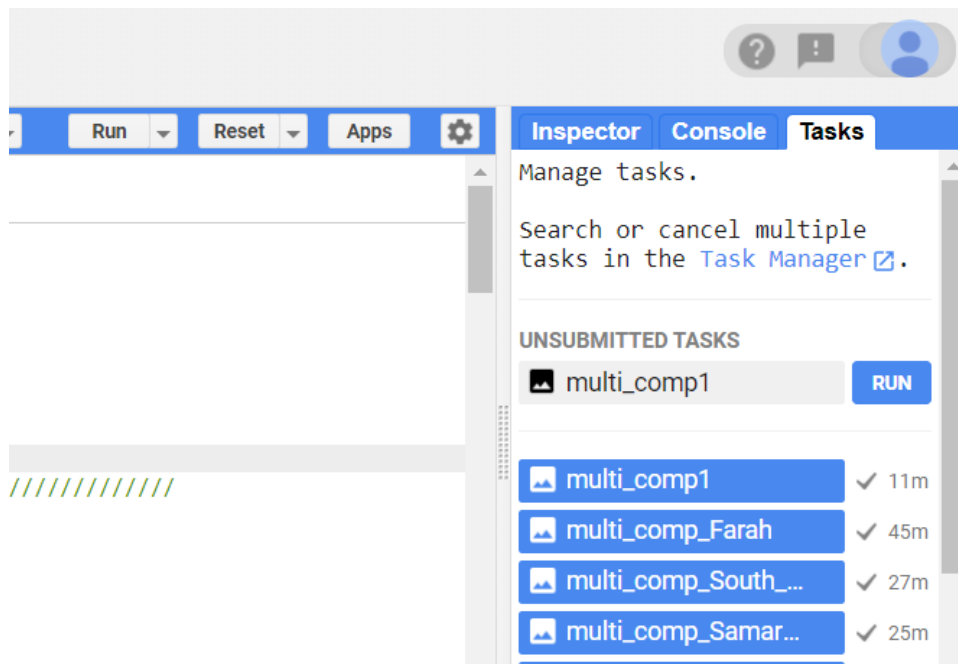 Run Reset Apps
Inspector Console Tasks
Manage tasks.
Search or cancel multiple
tasks in the Task Manager.
UNSUBMITTED TASKS
multi_comp1 RUN
/////////////
multi_comp1 11m
multi_comp_Farah 45m
multi_comp_South_... 27m
multi_comp_Samar... 25m